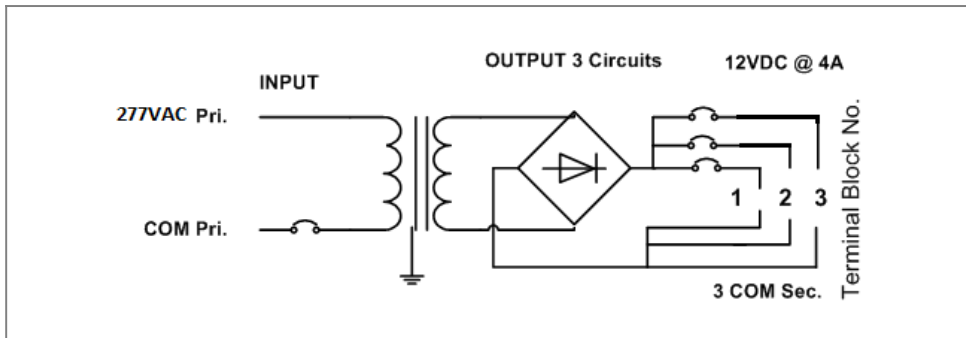 OUTPUT 3 Circuits
12VDC @ 4A
INPUT
277VAC Pri.
COM Pri.
1 2 3
3 COM Sec.
Terminal Block No.